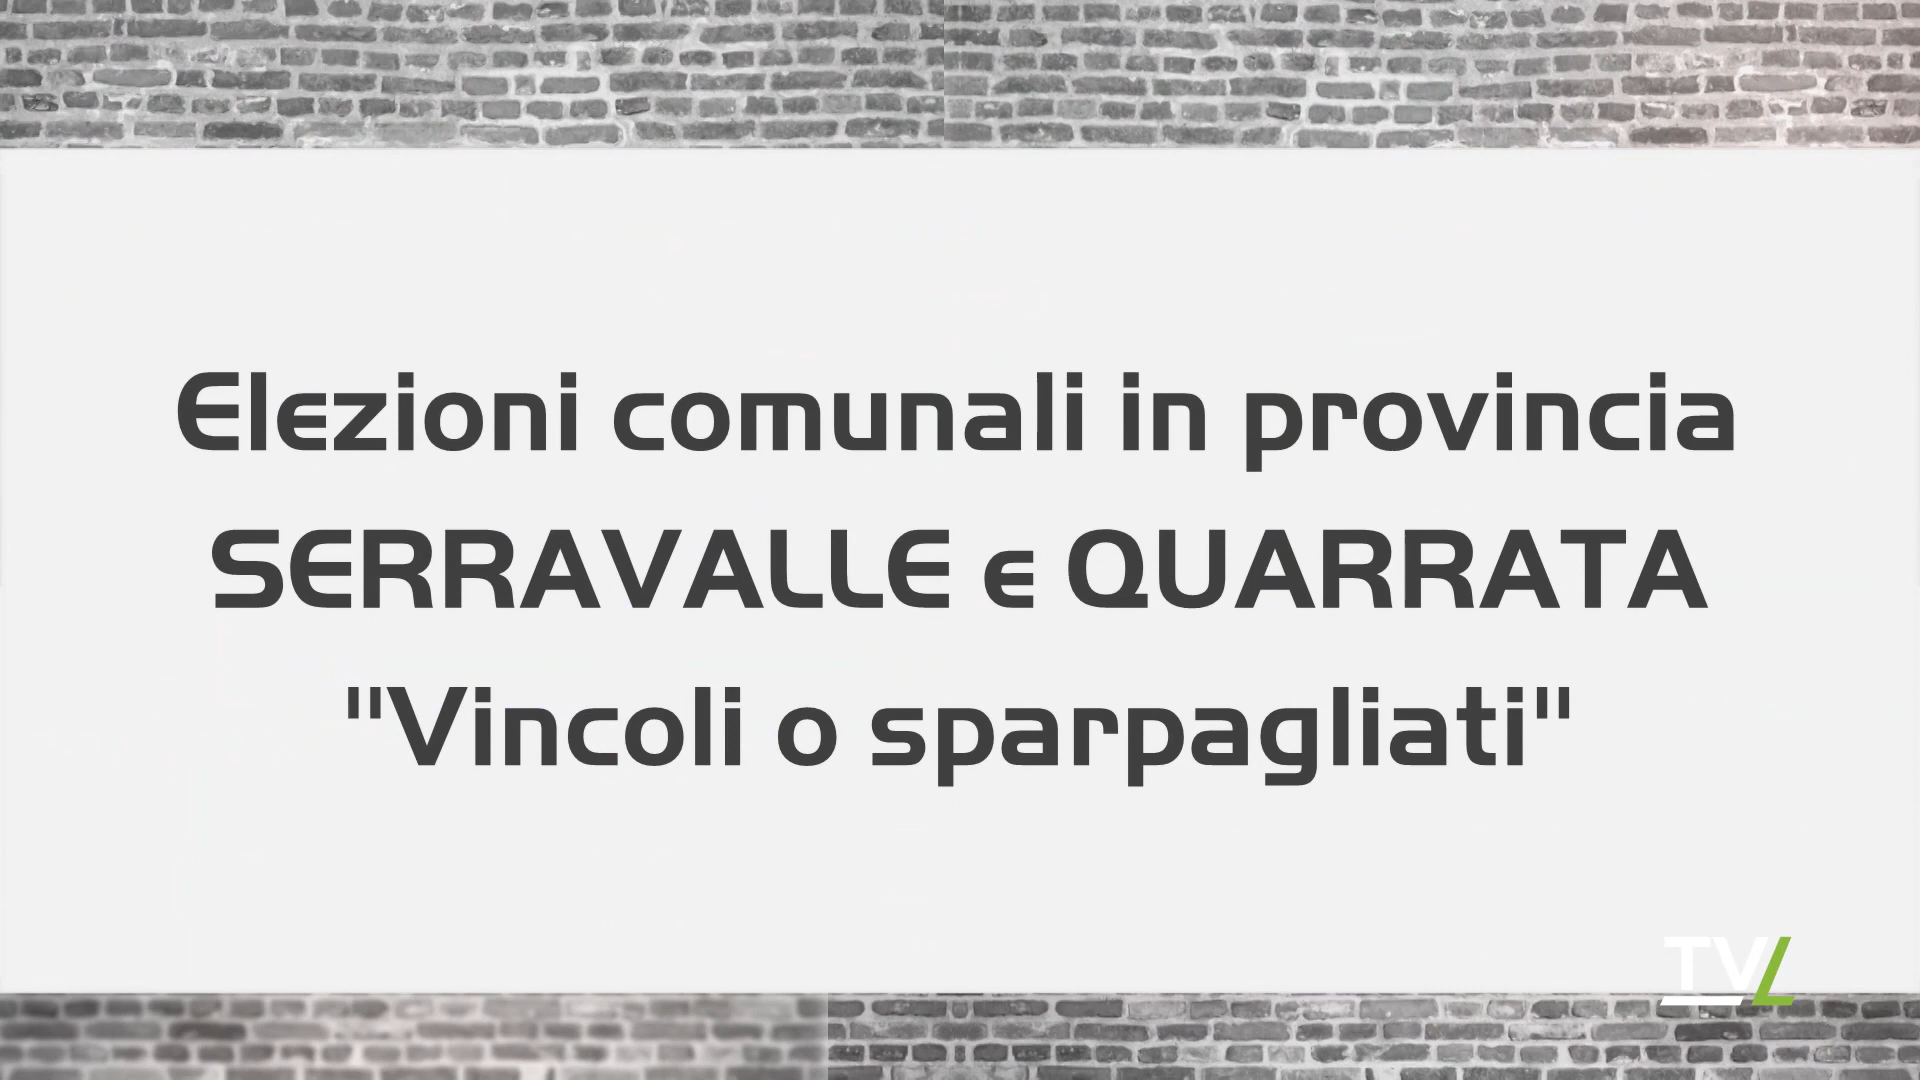 Elezioni comunali in provincia
SERRAVALLE e QUARRATA
"Vincoli o sparpagliati"
TVL